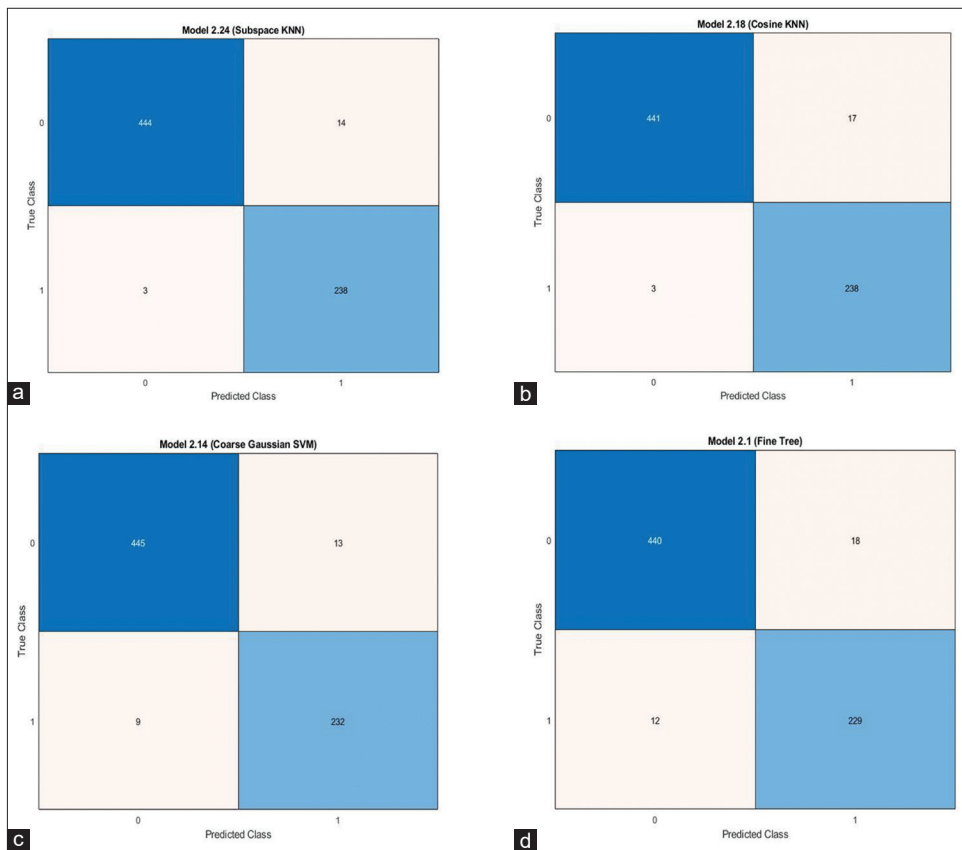 Model 2.24 (Subspace KNN)
0
444
14
True Class
1
3
238
0
1
Predicted Class
a
Model 2.18 (Cosine KNN)
0
441
17
True Class
1
3
238
0
1
Predicted Class
b
Model 2.14 (Coarse Gaussian SVM)
0
445
13
True Class
1
9
232
0
1
Predicted Class
c
Model 2.1 (Fine Tree)
0
440
18
True Class
1
12
229
0
1
Predicted Class
d